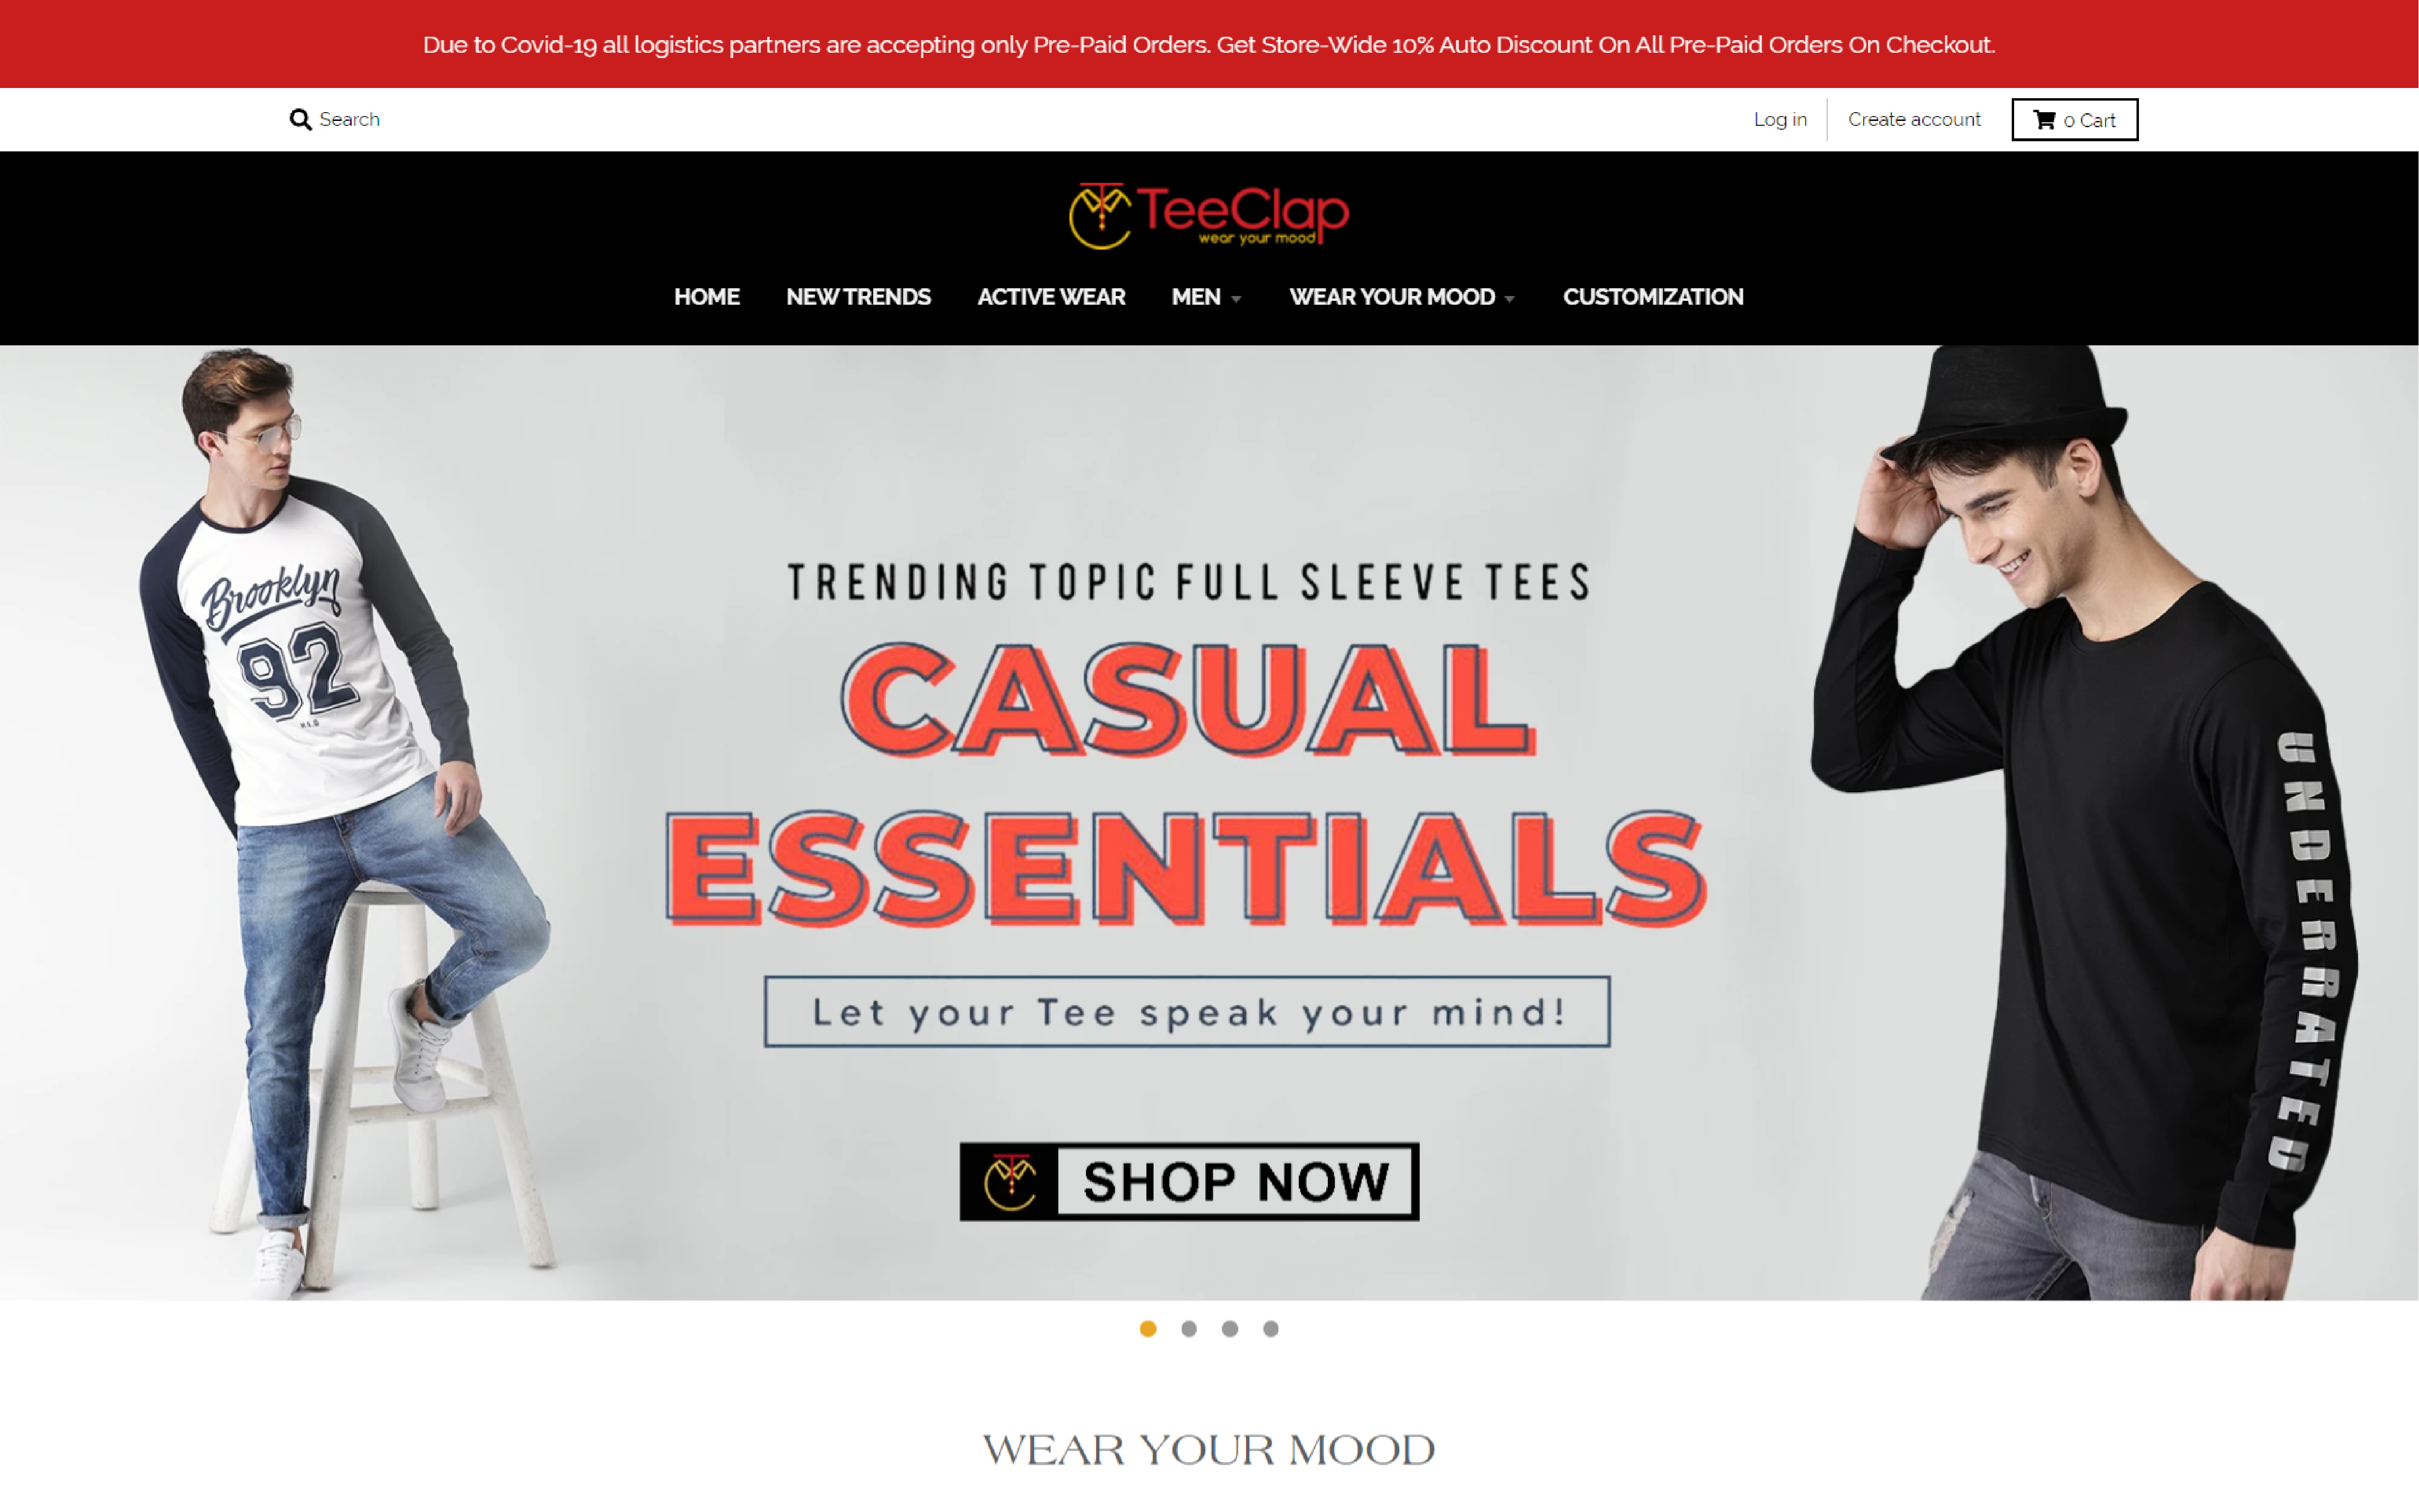 Due to Covid-19 all logistics partners are accepting only Pre-Paid Orders. Get Store-Wide 10% Auto Discount On All Pre-Paid Orders On Checkout.
Search
Log in
Create account
0 Cart
TeeClap
wear your mood
HOME
NEW TRENDS
ACTIVE WEAR
MEN
WEAR YOUR MOOD
CUSTOMIZATION
Brooklyn
92
TRENDING TOPIC FULL SLEEVE TEES
CASUAL
ESSENTIALS
Let your Tee speak your mind!
SHOP NOW
UNDERRATED
WEAR YOUR MOOD